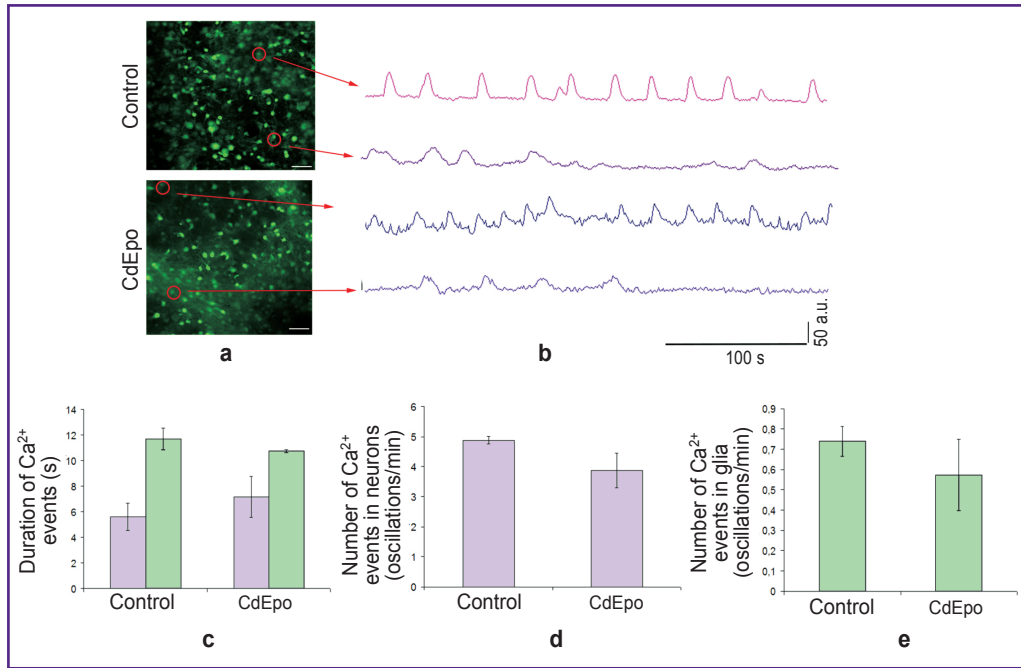 Control
CdEpo
a
b
100 s
50 a.u.
Duration of Ca2+
events (s)
14
12
10
8
6
4
2
0
Control
CdEpo
c
Number of Ca2+
events in neurons
(oscillations/min)
6
5
4
3
2
1
0
Control
CdEpo
d
Number of Ca2+
events in glia
(oscillations/min)
0,9
0,8
0,7
0,6
0,5
0,4
0,3
0,2
0,1
0
Control
CdEpo
e